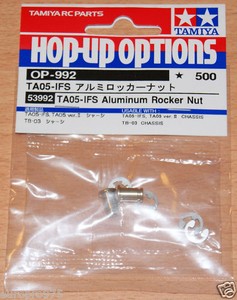 TAMIYA RC PARTS
TAMIYA
HOP-UP OPTIONS
OP-992
★ 500
TA05-IFS アルミロッカーナット
53992 TA05-IFS Aluminum Rocker Nut
TA05-IFS, TA05 ver.II シャーシ
TB-03 シャーシ
USABLE WITH
TA05-IFS, TA05 ver.II CHASSIS
TB-03 CHASSIS